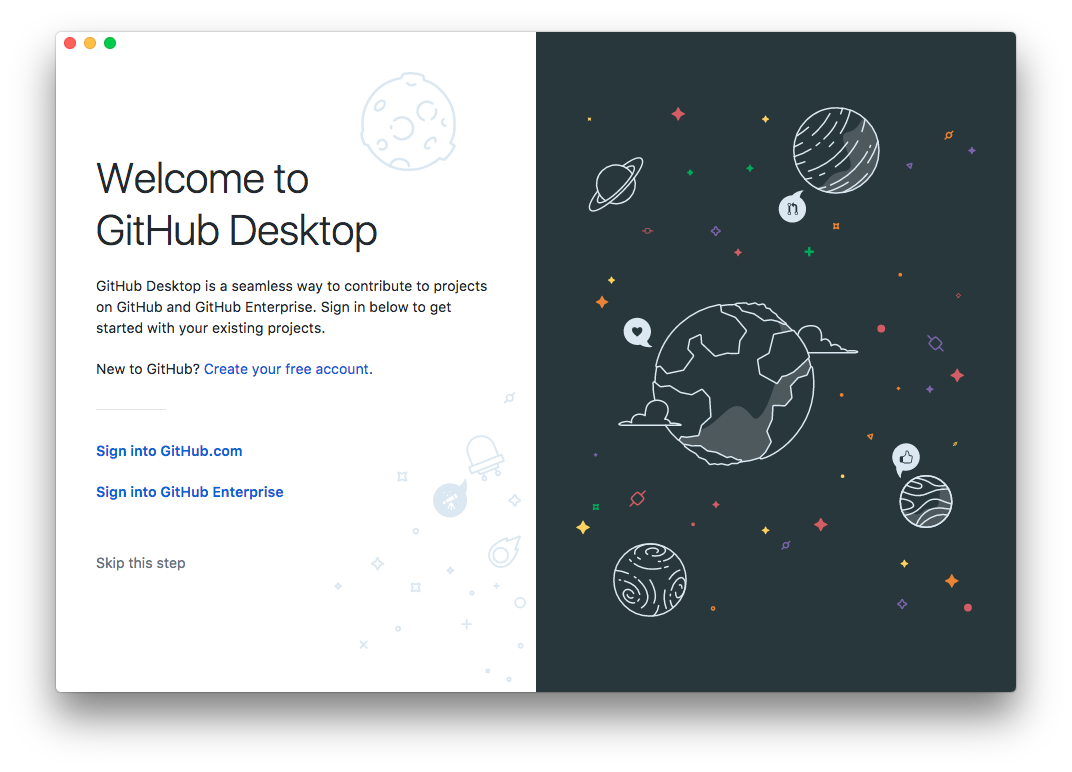 Welcome to
GitHub Desktop
GitHub Desktop is a seamless way to contribute to projects
on GitHub and GitHub Enterprise. Sign in below to get
started with your existing projects.
New to GitHub? Create your free account.
Sign into GitHub.com
Sign into GitHub Enterprise
Skip this step